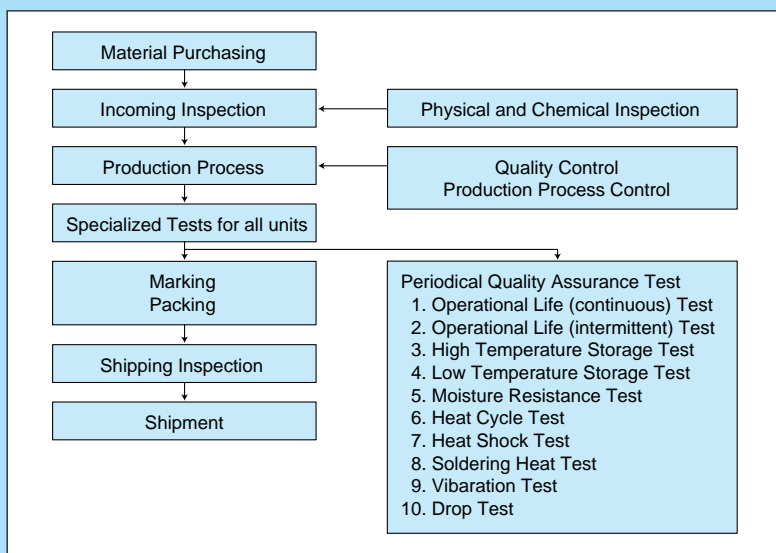 Material Purchasing
Incoming Inspection
Physical and Chemical Inspection
Production Process
Quality Control
Production Process Control
Specialized Tests for all units
Marking
Packing
Periodical Quality Assurance Test
1. Operational Life (continuous) Test
2. Operational Life (intermittent) Test
3. High Temperature Storage Test
4. Low Temperature Storage Test
5. Moisture Resistance Test
6. Heat Cycle Test
7. Heat Shock Test
8. Soldering Heat Test
9. Vibaration Test
10. Drop Test
Shipping Inspection
Shipment